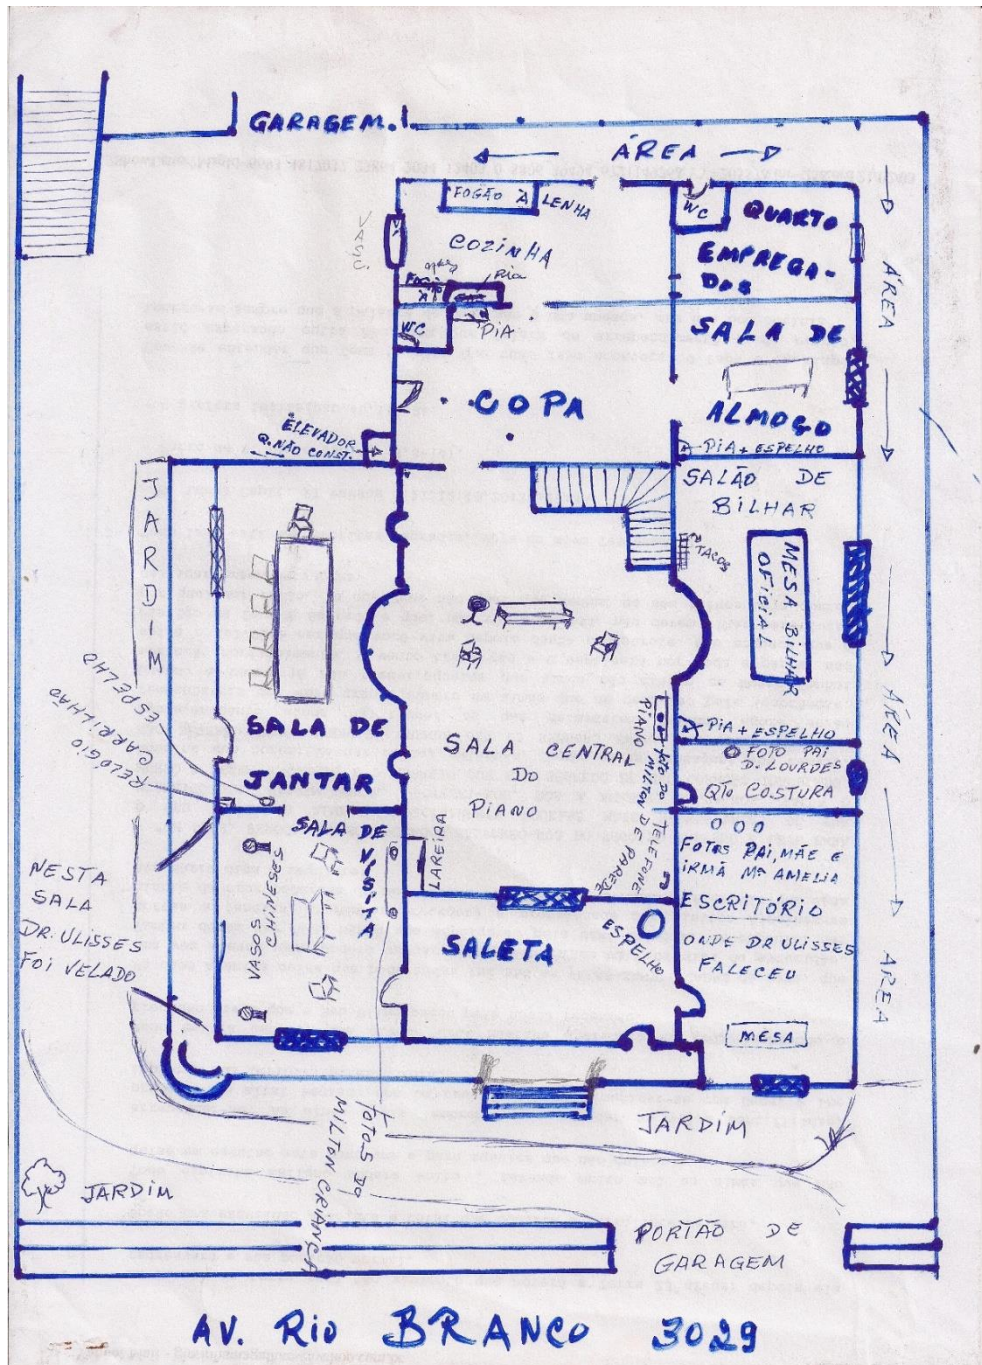 GARAGEM.
← ÁREA →
FOGÃO À LENHA
WC
QUARTO
EMPREGA-
DOS
COZINHA
Pia
WC
PIA
ÁREA
SALA DE
ALMOÇO
COPA
PIA + ESPELHO
ELEVADOR
Q. NÃO CONST.
JARDIM
SALÃO DE
BILHAR
TACOS
MESA BILHAR
OFICIAL
ESPELHO
CARRILHÃO
RELÓGIO
SALA DE
JANTAR
SALA CENTRAL
DO
PIANO
PIANO
FOTO DO
MILTON
PIA + ESPELHO
ÁREA
FOTO PAI
D. LOURDES
QTO COSTURA
SALA DE
VISITA
VASOS
CHINESES
LAREIRA
TELEFONE
DE PAREDE
FOTOS PAI, MÃE E
IRMÃ Mª AMELIA
ESCRITÓRIO
ONDE DR ULISSES
FALECEU
NESTA
SALA
DR. ULISSES
FOI VELADO
SALETA
ESPELHO
ÁREA
MESA
JARDIM
FOTOS DO
MILTON CRIANÇA
JARDIM
PORTÃO DE
GARAGEM
AV. RIO BRANCO 3029